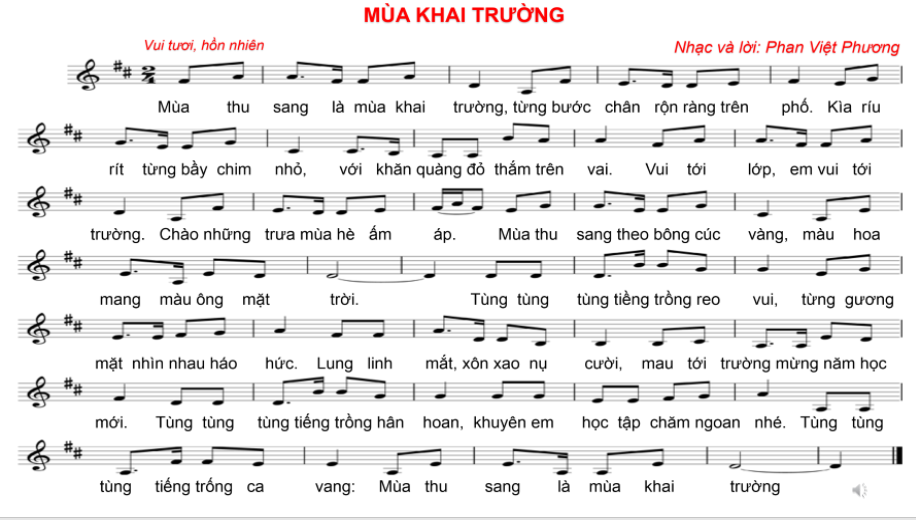 MÙA KHAI TRƯỜNG
Vui tươi, hồn nhiên
Nhạc và lời: Phan Việt Phương
Mùa thu sang là mùa khai trường, từng bước chân rộn ràng trên phố. Kìa ríu
rít từng bầy chim nhỏ, với khăn quàng đỏ thắm trên vai. Vui tới lớp, em vui tới
trường. Chào những trưa mùa hè ấm áp. Mùa thu sang theo bông cúc vàng, màu hoa
mang màu ông mặt trời. Tùng tùng tùng tiềng trồng reo vui, từng gương
mặt nhìn nhau háo hức. Lung linh mắt, xôn xao nụ cười, mau tới trường mừng năm học
mới. Tùng tùng tùng tiếng trồng hân hoan, khuyên em học tập chăm ngoan nhé. Tùng tùng
tùng tiếng trống ca vang: Mùa thu sang là mùa khai trường